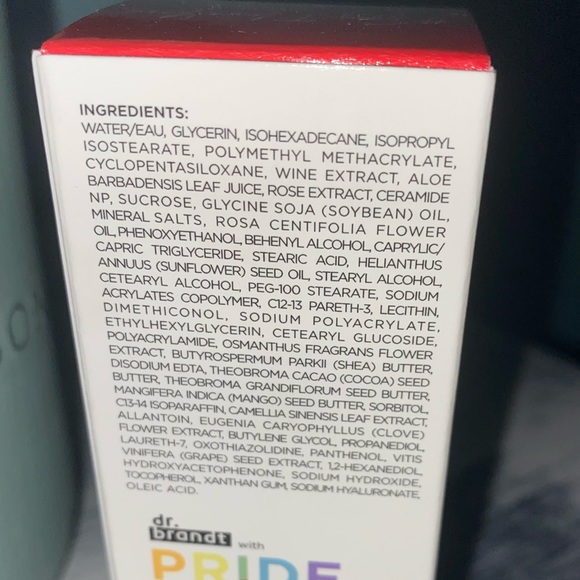 INGREDIENTS:
WATER/EAU, GLYCERIN, ISOHEXADECANE, ISOPROPYL
ISOSTEARATE, POLYMETHYL METHACRYLATE,
CYCLOPENTASILOXANE, WINE EXTRACT, ALOE
BARBADENSIS LEAF JUICE, ROSE EXTRACT, CERAMIDE
NP, SUCROSE, GLYCINE SOJA (SOYBEAN) OIL,
MINERAL SALTS, ROSA CENTIFOLIA FLOWER
OIL, PHENOXYETHANOL, BEHENYL ALCOHOL, CAPRYLIC/
CAPRIC TRIGLYCERIDE, STEARIC ACID, HELIANTHUS
ANNUUS (SUNFLOWER) SEED OIL, STEARYL ALCOHOL,
CETEARYL ALCOHOL, PEG-100 STEARATE, SODIUM
ACRYLATES COPOLYMER, C12-13 PARETH-3, LECITHIN,
DIMETHICONOL, SODIUM POLYACRYLATE,
ETHYLHEXYLGLYCERIN, CETEARYL GLUCOSIDE,
POLYACRYLAMIDE, OSMANTHUS FRAGRANS FLOWER
EXTRACT, BUTYROSPERMUM PARKII (SHEA) BUTTER,
DISODIUM EDTA, THEOBROMA CACAO (COCOA) SEED
BUTTER, THEOBROMA GRANDIFLORUM SEED BUTTER,
MANGIFERA INDICA (MANGO) SEED BUTTER, SORBITOL,
C13-14 ISOPARAFFIN, CAMELLIA SINENSIS LEAF EXTRACT,
ALLANTOIN, EUGENIA CARYOPHYLLUS (CLOVE)
FLOWER EXTRACT, BUTYLENE GLYCOL, PROPANEDIOL,
LAURETH-7, OXOTHIAZOLIDINE, PANTHENOL, VITIS
VINIFERA (GRAPE) SEED EXTRACT, 1,2-HEXANEDIOL,
HYDROXYACETOPHENONE, SODIUM HYDROXIDE,
TOCOPHEROL, XANTHAN GUM, SODIUM HYALURONATE,
OLEIC ACID.
dr.
brandt with
PRIDE